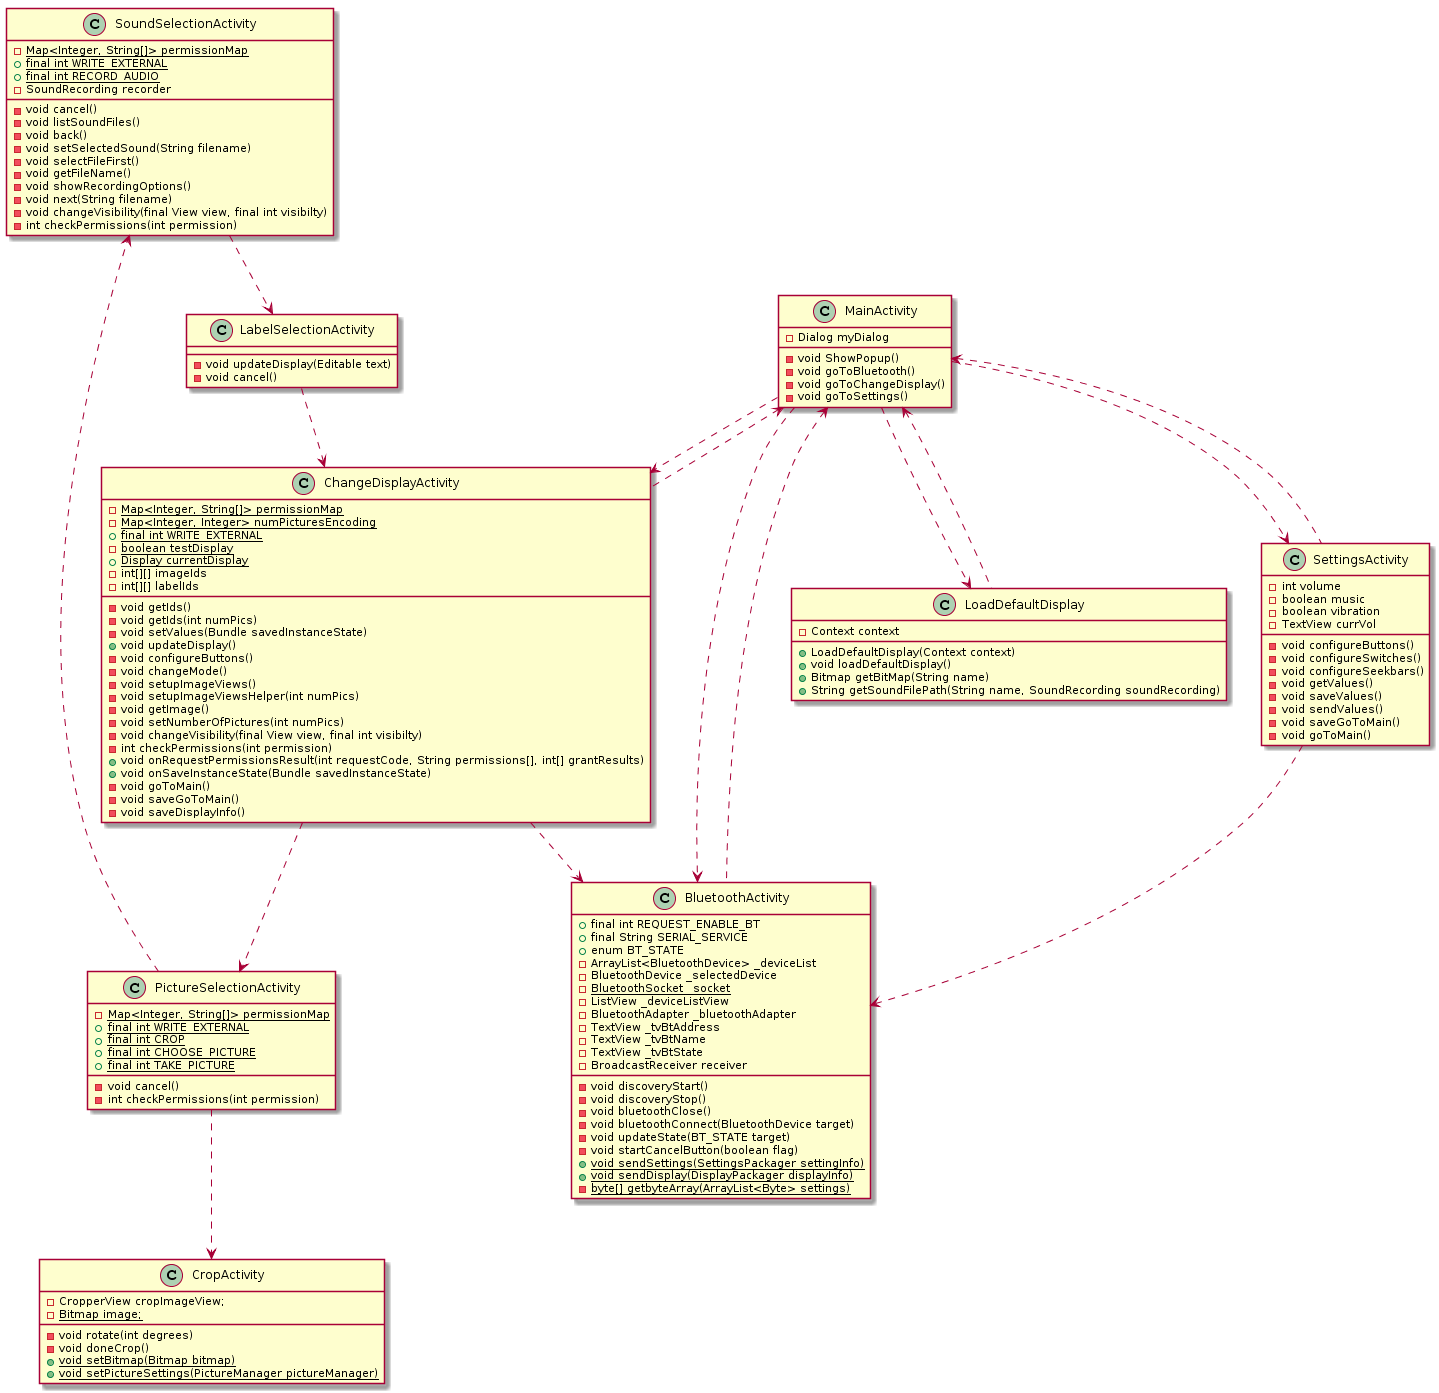 C SoundSelectionActivity
Map<Integer, String[]> permissionMap
final int WRITE_EXTERNAL
final int RECORD_AUDIO
SoundRecording recorder
void cancel()
void listSoundFiles()
void back()
void setSelectedSound(String filename)
void selectFileFirst()
void getFileName()
void showRecordingOptions()
void next(String filename)
void changeVisibility(final View view, final int visibilty)
int checkPermissions(int permission)
C LabelSelectionActivity
void updateDisplay(Editable text)
void cancel()
C MainActivity
Dialog myDialog
void ShowPopup()
void goToBluetooth()
void goToChangeDisplay()
void goToSettings()
C ChangeDisplayActivity
Map<Integer, String[]> permissionMap
Map<Integer, Integer> numPicturesEncoding
final int WRITE_EXTERNAL
boolean testDisplay
Display currentDisplay
int[][] imageIds
int[][] labelIds
void getIds()
void getIds(int numPics)
void setValues(Bundle savedInstanceState)
void updateDisplay()
void configureButtons()
void changeMode()
void setupImageViews()
void setupImageViewsHelper(int numPics)
void getImage()
void setNumberOfPictures(int numPics)
void changeVisibility(final View view, final int visibilty)
int checkPermissions(int permission)
void onRequestPermissionsResult(int requestCode, String permissions[], int[] grantResults)
void onSaveInstanceState(Bundle savedInstanceState)
void goToMain()
void saveGoToMain()
void saveDisplayInfo()
C LoadDefaultDisplay
Context context
LoadDefaultDisplay(Context context)
void loadDefaultDisplay()
Bitmap getBitMap(String name)
String getSoundFilePath(String name, SoundRecording soundRecording)
C SettingsActivity
int volume
boolean music
boolean vibration
TextView currVol
void configureButtons()
void configureSwitches()
void configureSeekbars()
void getValues()
void saveValues()
void sendValues()
void saveGoToMain()
void goToMain()
C BluetoothActivity
final int REQUEST_ENABLE_BT
final String SERIAL_SERVICE
enum BT_STATE
ArrayList<BluetoothDevice> _deviceList
BluetoothDevice _selectedDevice
BluetoothSocket _socket
ListView _deviceListView
BluetoothAdapter _bluetoothAdapter
TextView _tvBtAddress
TextView _tvBtName
TextView _tvBtState
BroadcastReceiver receiver
void discoveryStart()
void discoveryStop()
void bluetoothClose()
void bluetoothConnect(BluetoothDevice target)
void updateState(BT_STATE target)
void startCancelButton(boolean flag)
void sendSettings(SettingsPackager settingInfo)
void sendDisplay(DisplayPackager displayInfo)
byte[] getbyteArray(ArrayList<Byte> settings)
C PictureSelectionActivity
Map<Integer, String[]> permissionMap
final int WRITE_EXTERNAL
final int CROP
final int CHOOSE_PICTURE
final int TAKE_PICTURE
void cancel()
int checkPermissions(int permission)
C CropActivity
CropperView cropImageView;
Bitmap image;
void rotate(int degrees)
void doneCrop()
void setBitmap(Bitmap bitmap)
void setPictureSettings(PictureManager pictureManager)